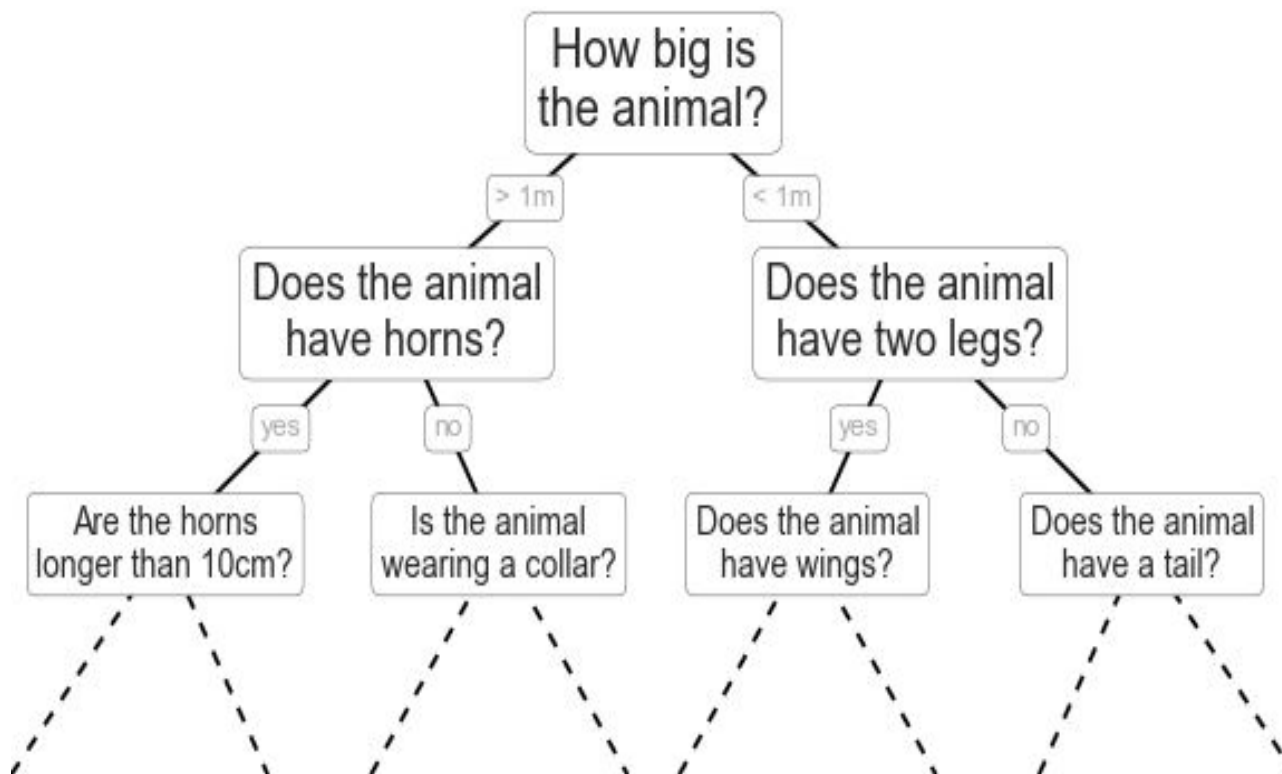 How big is
the animal?
> 1m
< 1m
Does the animal
have horns?
Does the animal
have two legs?
yes
no
yes
no
Are the horns
longer than 10cm?
Is the animal
wearing a collar?
Does the animal
have wings?
Does the animal
have a tail?